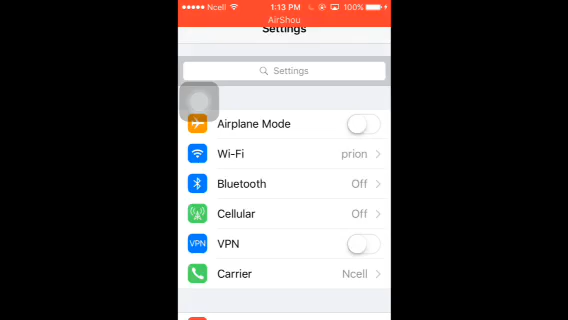 Ncell 1:13 PM 100%
AirShou
Settings
Settings
Airplane Mode
Wi-Fi prion
Bluetooth Off
Cellular Off
VPN VPN
Carrier Ncell